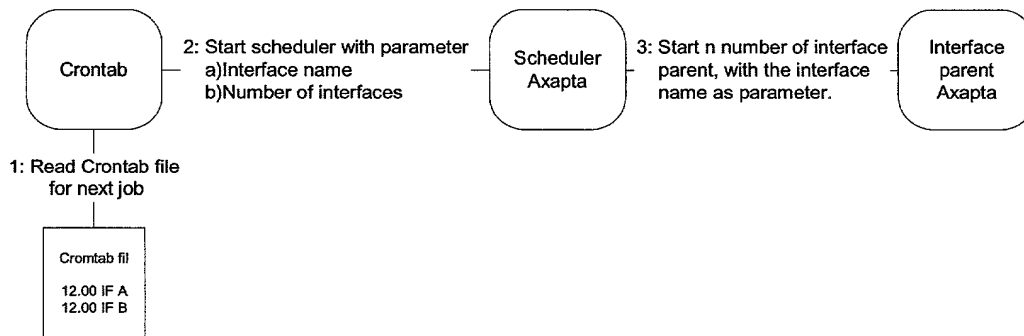 Crontab
2: Start scheduler with parameter
a)Interface name
b)Number of interfaces
Scheduler
Axapta
3: Start n number of interface
parent, with the interface
name as parameter.
Interface
parent
Axapta
1: Read Crontab file
for next job
Cromtab fil
12.00 IF A
12.00 IF B